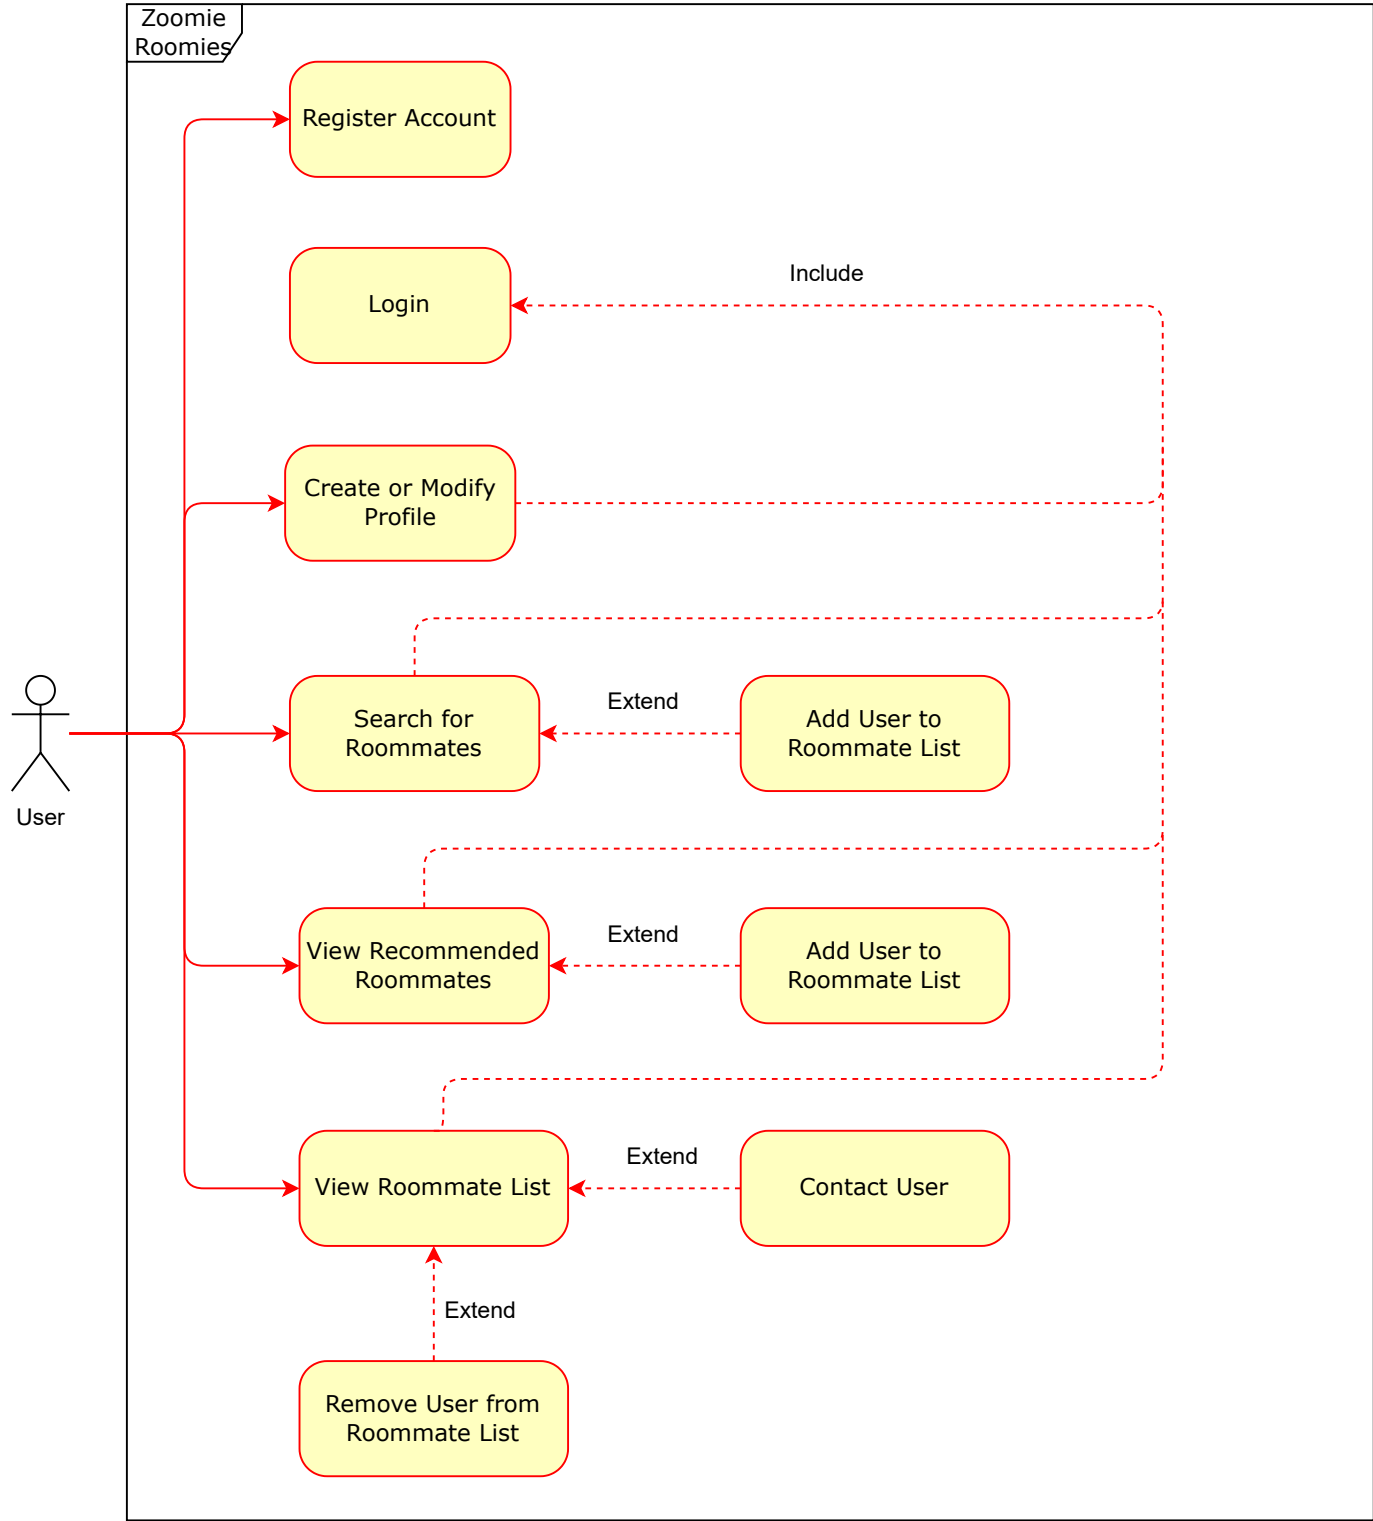 Zoomie
Roomies
Register Account
Include
Login
Create or Modify
Profile
Search for
Roommates
Extend
Add User to
Roommate List
User
View Recommended
Roommates
Extend
Add User to
Roommate List
View Roommate List
Extend
Contact User
Extend
Remove User from
Roommate List